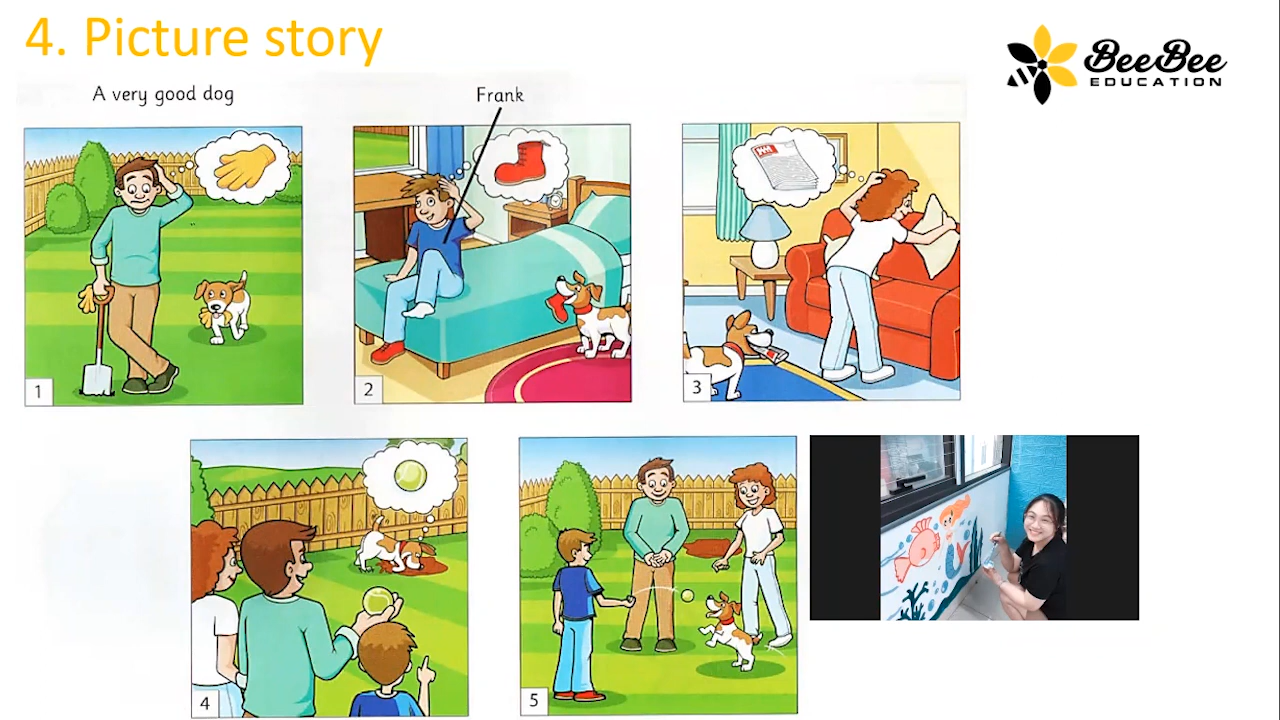 4. Picture story
BeeBee
EDUCATION
A very good dog
Frank
1
2
3
4
5